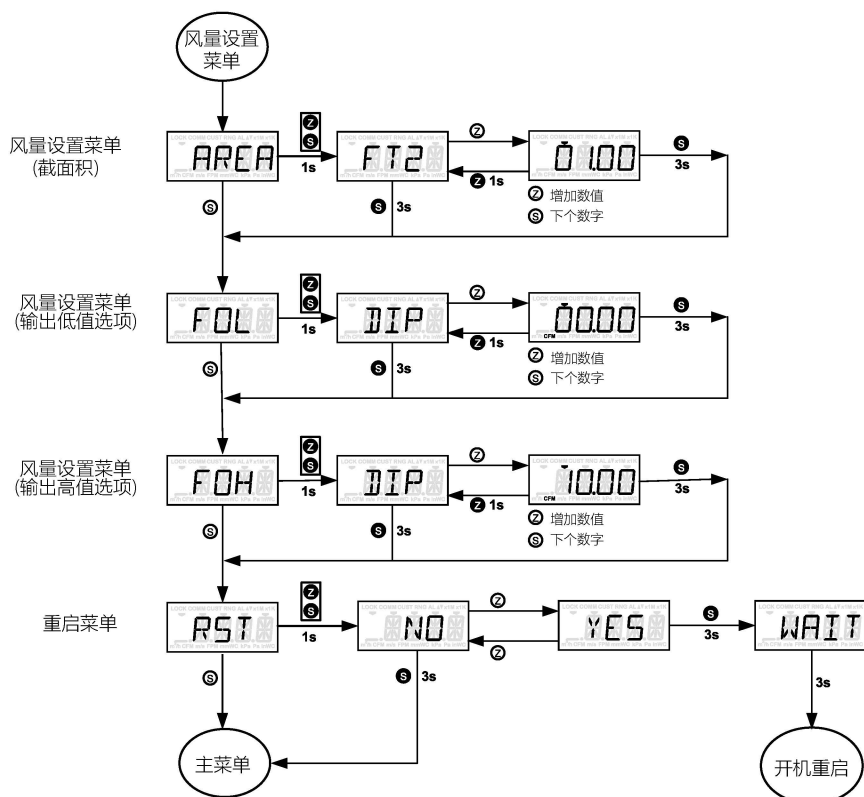 风量设置
菜单
风量设置菜单
(截面积)
AREA
Z
S
1s
FT2
Z
Z 1s
01.00
S
3s
S
S 3s
Z 增加数值
S 下个数字
风量设置菜单
(输出低值选项)
FOL
Z
S
1s
DIP
Z
Z 1s
00.00
CFM
S
3s
S
S 3s
Z 增加数值
S 下个数字
风量设置菜单
(输出高值选项)
FOH
Z
S
1s
DIP
Z
Z 1s
10.00
CFM
S
3s
S
S 3s
Z 增加数值
S 下个数字
重启菜单
RST
Z
S
1s
NO
Z
Z
YES
S
3s
WAIT
S
S 3s
3s
主菜单
开机重启